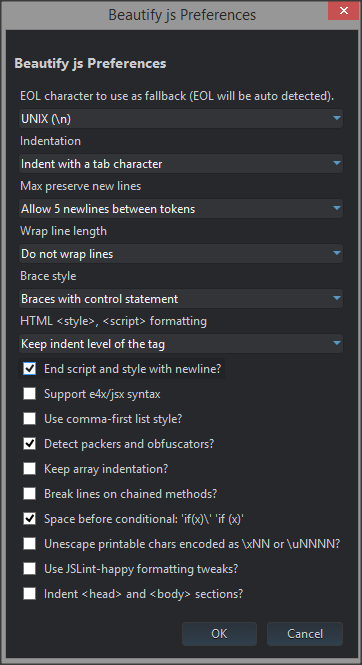 Beautify js Preferences
Beautify js Preferences
EOL character to use as fallback (EOL will be auto detected).
UNIX (\n)
Indentation
Indent with a tab character
Max preserve new lines
Allow 5 newlines between tokens
Wrap line length
Do not wrap lines
Brace style
Braces with control statement
HTML <style>, <script> formatting
Keep indent level of the tag
End script and style with newline?
Support e4x/jsx syntax
Use comma-first list style?
Detect packers and obfuscators?
Keep array indentation?
Break lines on chained methods?
Space before conditional: 'if(x)\' 'if (x)'
Unescape printable chars encoded as \xNN or \uNNNN?
Use JSLint-happy formatting tweaks?
Indent <head> and <body> sections?
OK Cancel